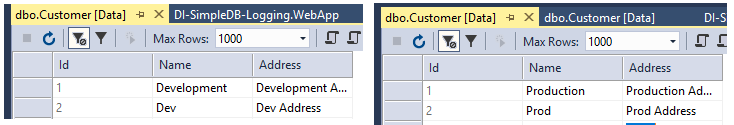 dbo.Customer [Data] DI-SimpleDB-Logging.WebApp
Max Rows: 1000
Id Name Address
1 Development Development A...
2 Dev Dev Address
dbo.Customer [Data] dbo.Customer [Data] DI-S
Max Rows: 1000
Id Name Address
1 Production Production Ad...
2 Prod Prod Address